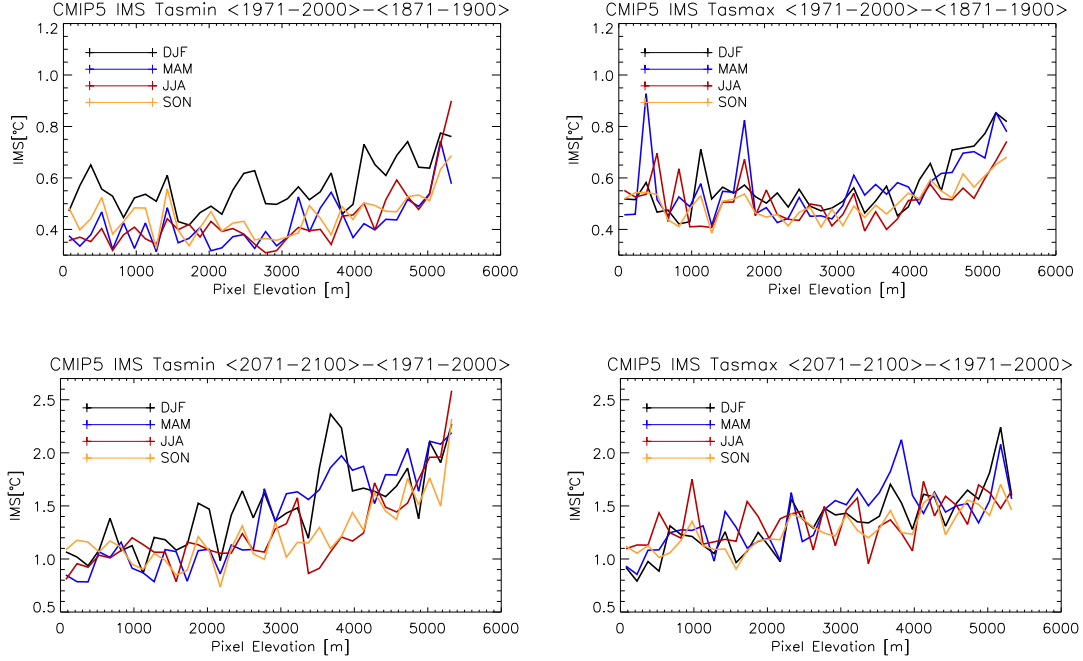 CMIP5 IMS Tasmin <1971-2000>-<1871-1900>
IMS[°C]
1.2
1.0
0.8
0.6
0.4
DJF
MAM
JJA
SON
0 1000 2000 3000 4000 5000 6000
Pixel Elevation [m]
CMIP5 IMS Tasmax <1971-2000>-<1871-1900>
IMS[°C]
1.2
1.0
0.8
0.6
0.4
DJF
MAM
JJA
SON
0 1000 2000 3000 4000 5000 6000
Pixel Elevation [m]
CMIP5 IMS Tasmin <2071-2100>-<1971-2000>
IMS[°C]
2.5
2.0
1.5
1.0
0.5
DJF
MAM
JJA
SON
0 1000 2000 3000 4000 5000 6000
Pixel Elevation [m]
CMIP5 IMS Tasmax <2071-2100>-<1971-2000>
IMS[°C]
2.5
2.0
1.5
1.0
0.5
DJF
MAM
JJA
SON
0 1000 2000 3000 4000 5000 6000
Pixel Elevation [m]